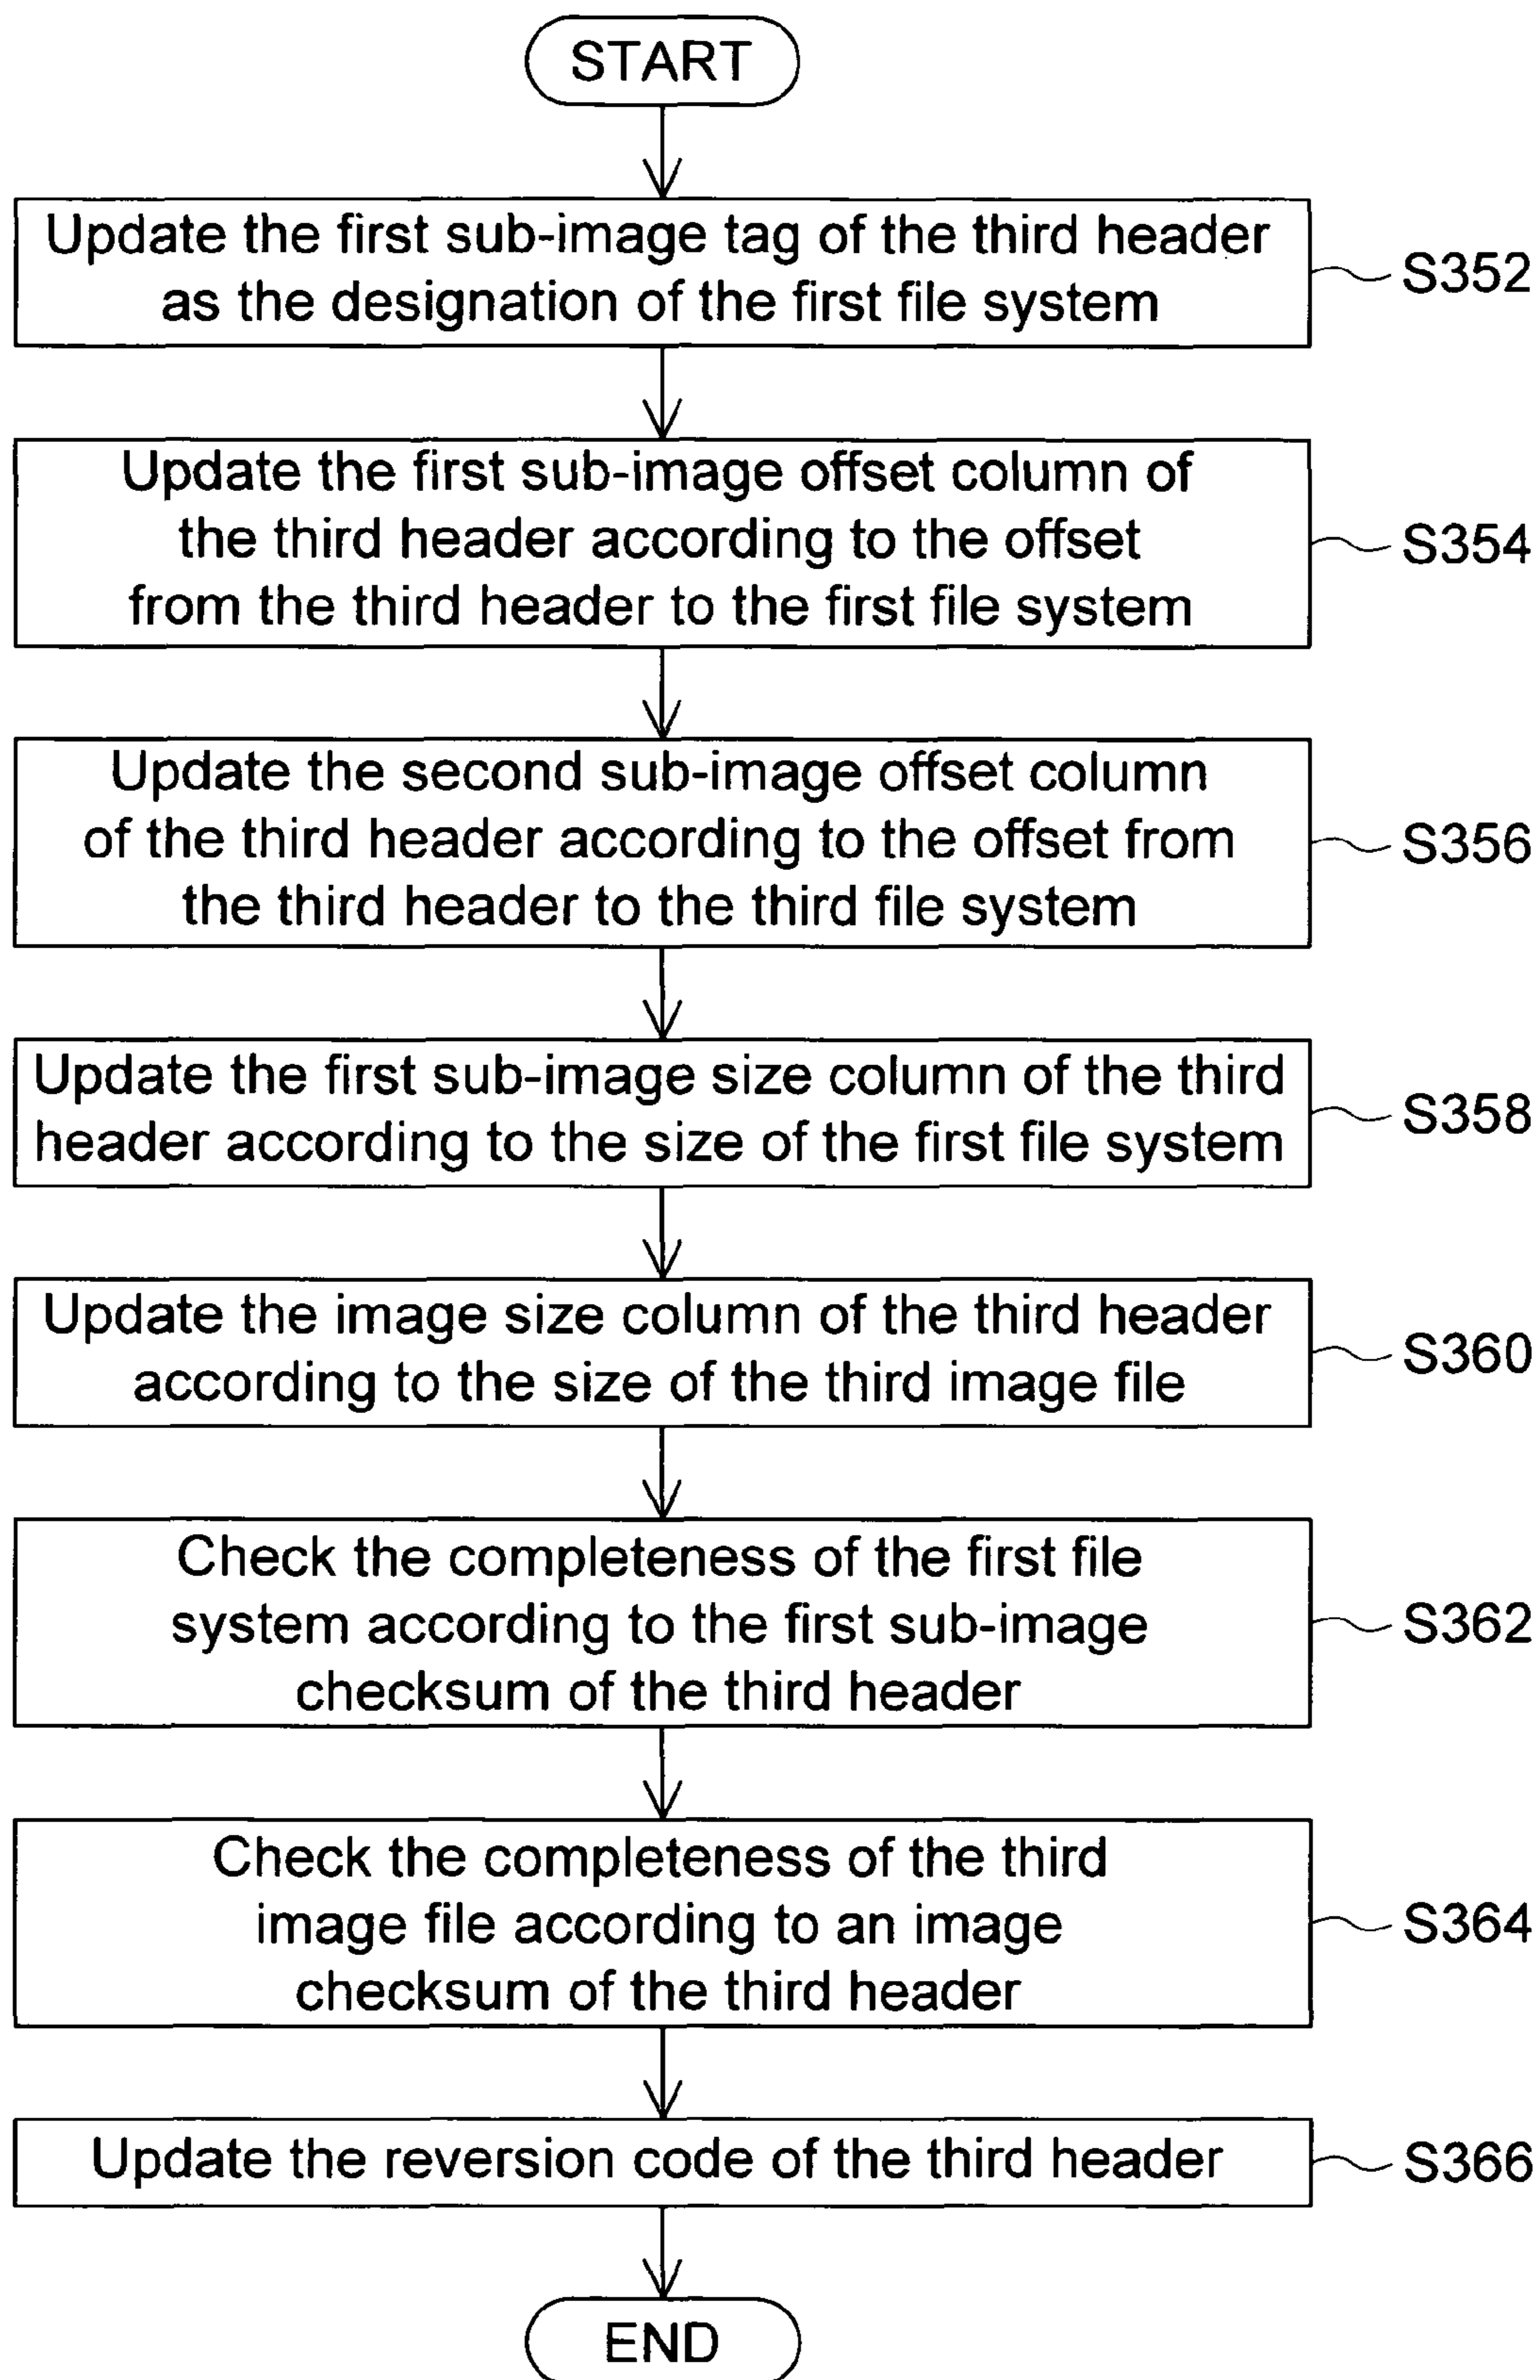 START
Update the first sub-image tag of the third header
as the designation of the first file system
S352
Update the first sub-image offset column of
the third header according to the offset
from the third header to the first file system
S354
Update the second sub-image offset column
of the third header according to the offset from
the third header to the third file system
S356
Update the first sub-image size column of the third
header according to the size of the first file system
S358
Update the image size column of the third header
according to the size of the third image file
S360
Check the completeness of the first file
system according to the first sub-image
checksum of the third header
S362
Check the completeness of the third
image file according to an image
checksum of the third header
S364
Update the reversion code of the third header
S366
END